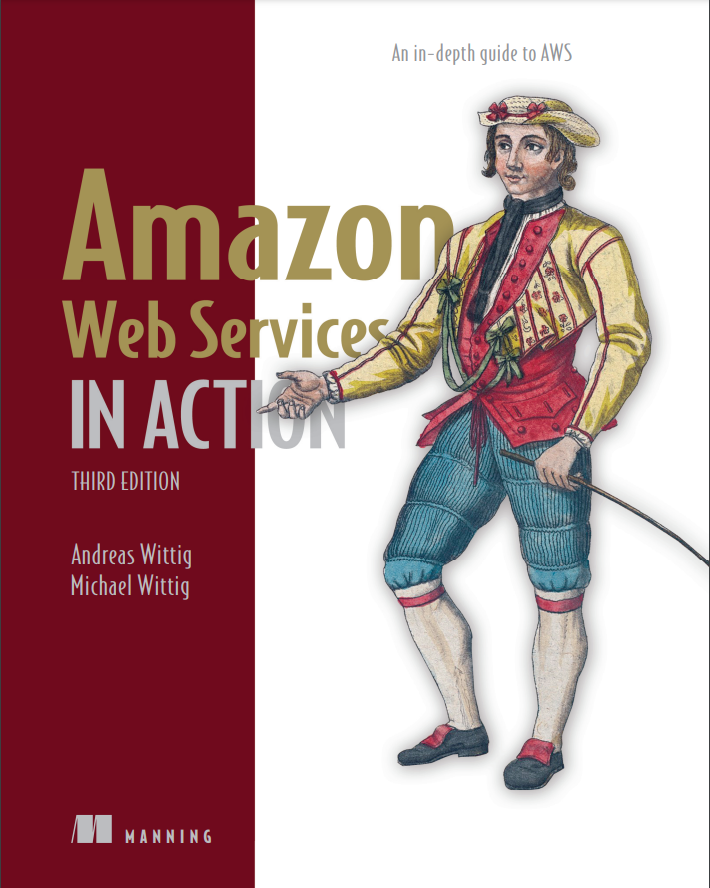 An in-depth guide to AWS
Amazon
Web Services
IN ACTION
THIRD EDITION
Andreas Wittig
Michael Wittig
MANNING